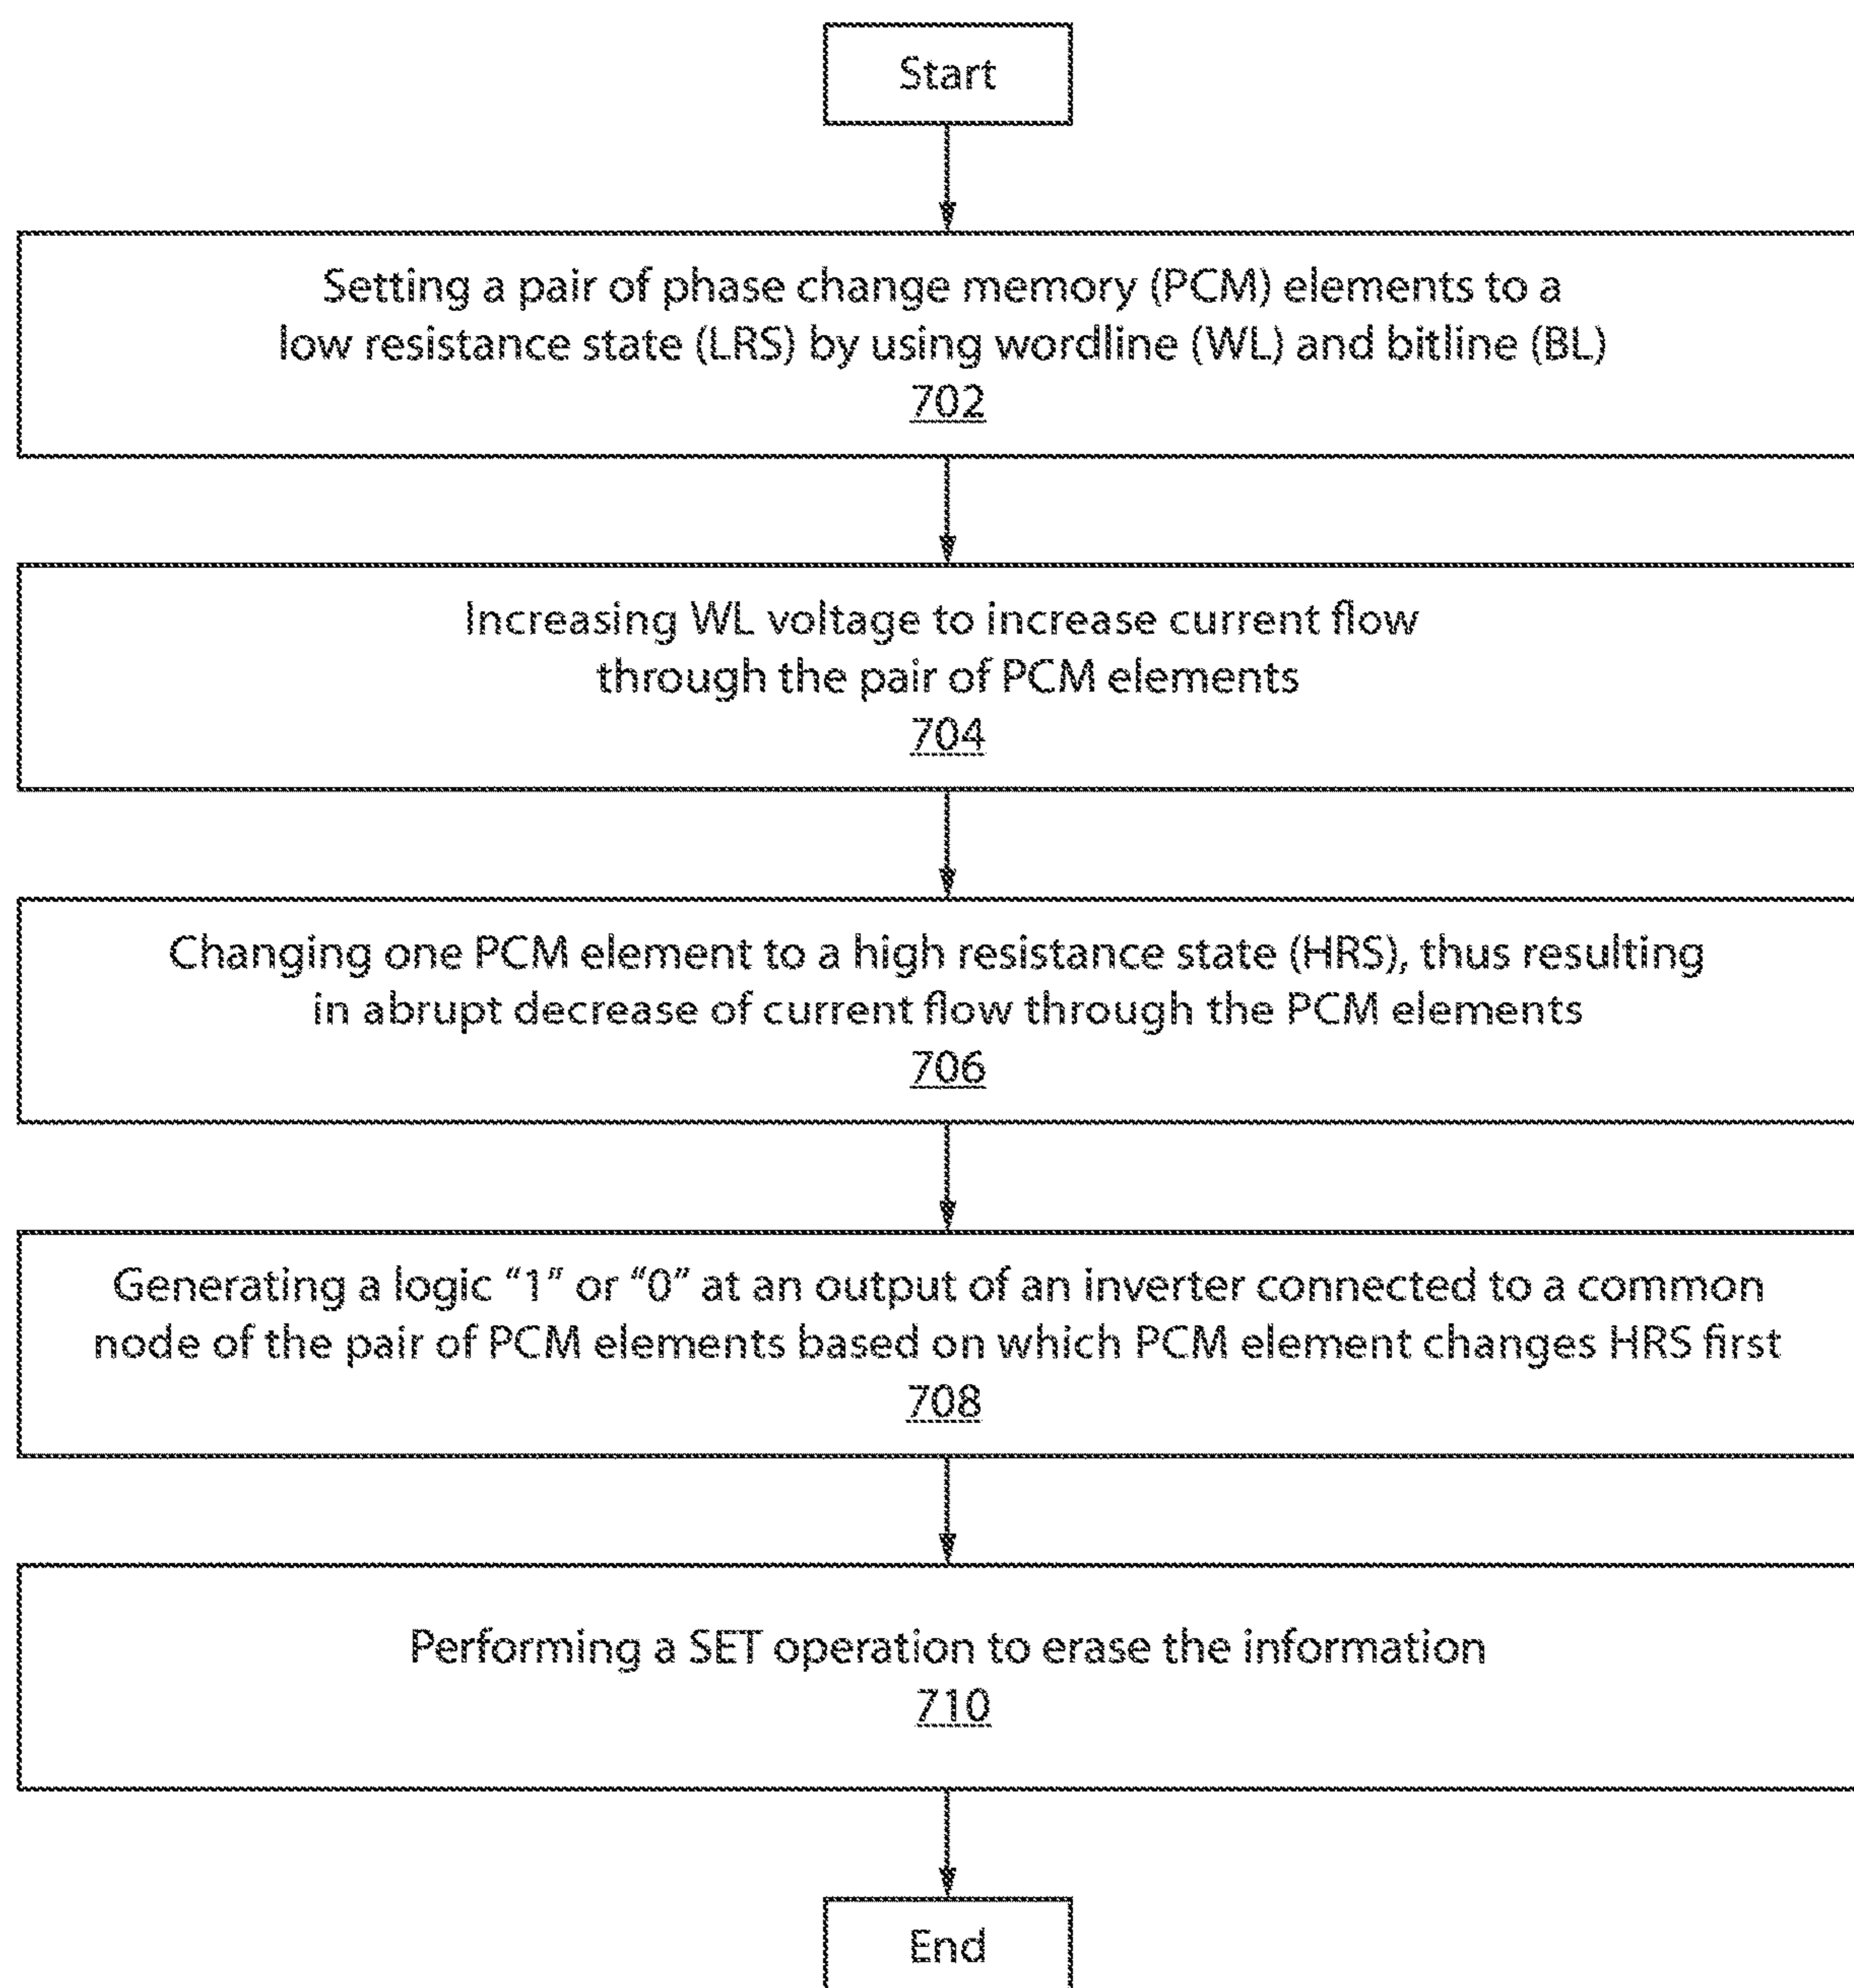 Start
Setting a pair of phase change memory (PCM) elements to a
low resistance state (LRS) by using wordline (WL) and bitline (BL)
702
Increasing WL voltage to increase current flow
through the pair of PCM elements
704
Changing one PCM element to a high resistance state (HRS), thus resulting
in abrupt decrease of current flow through the PCM elements
706
Generating a logic “1” or “0” at an output of an inverter connected to a common
node of the pair of PCM elements based on which PCM element changes HRS first
708
Performing a SET operation to erase the information
710
End